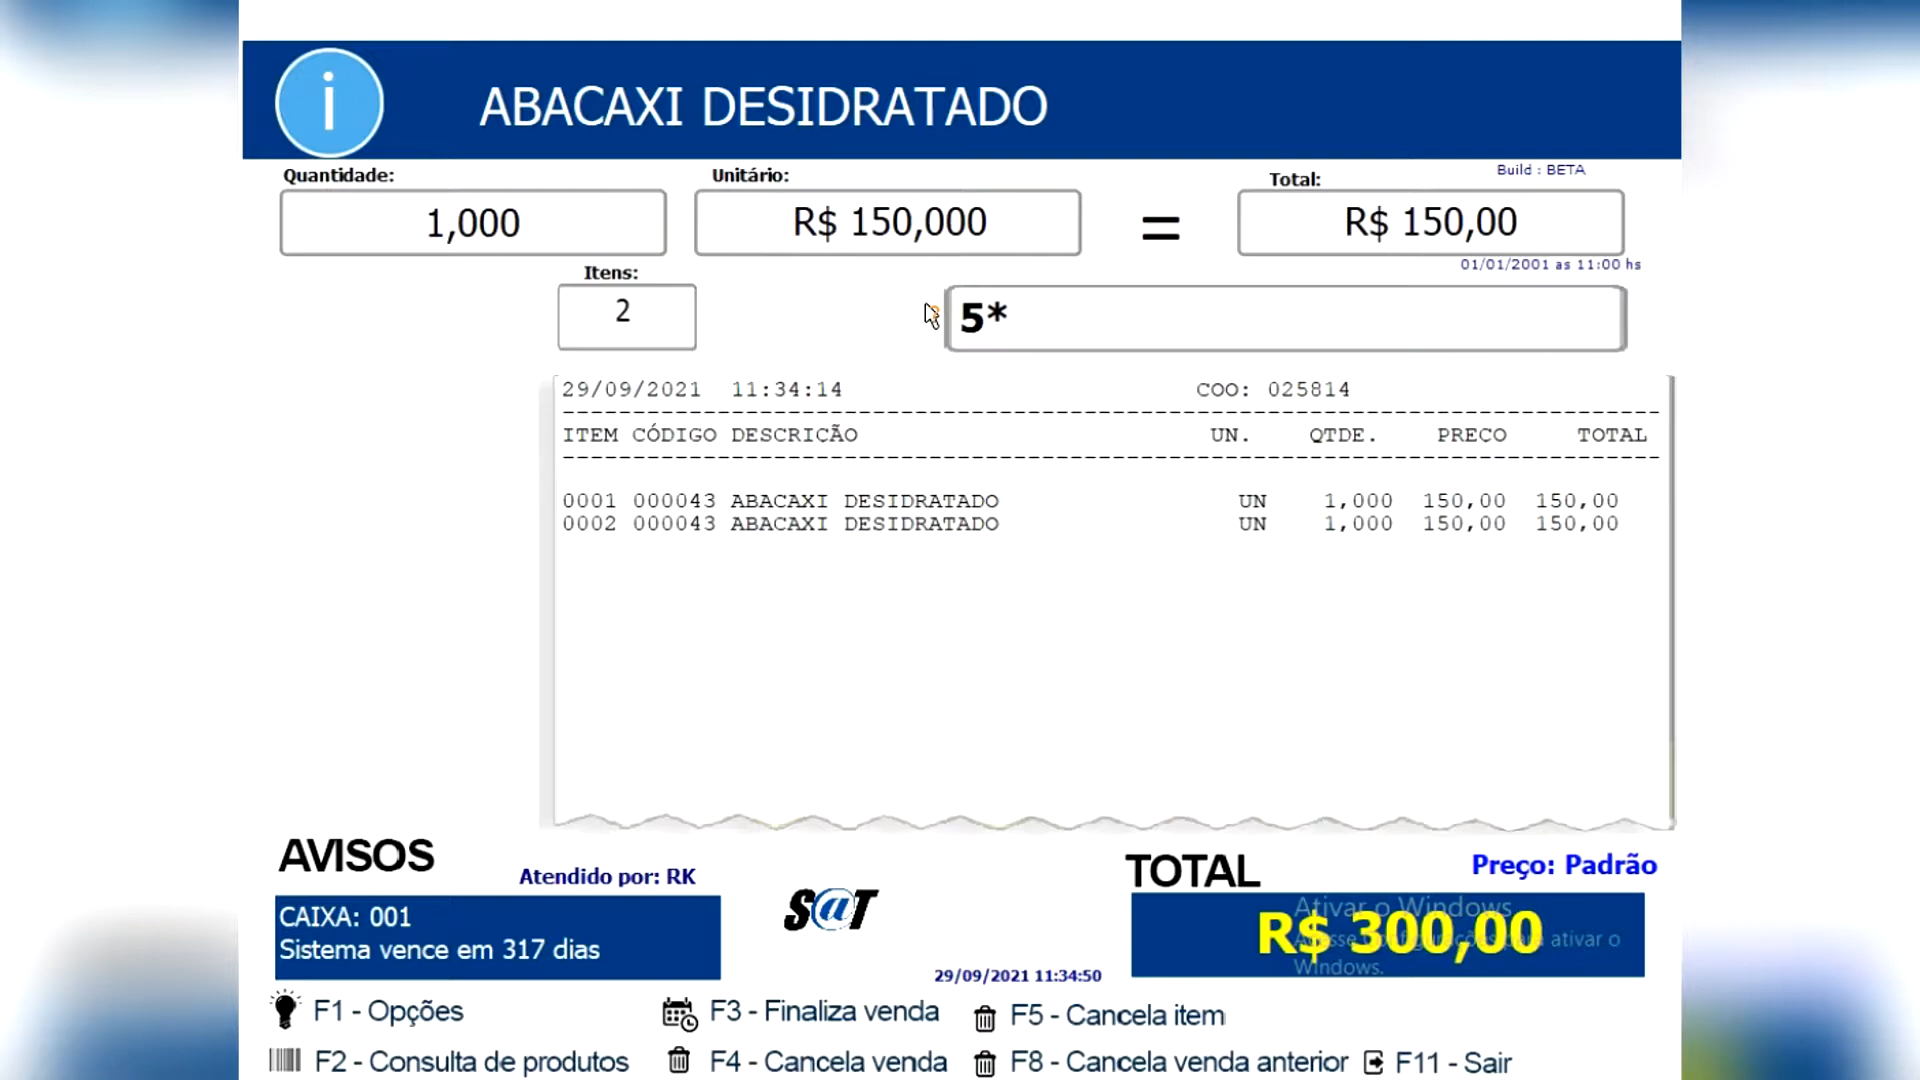 i
ABACAXI DESIDRATADO
Quantidade: Unitário: Total: Build : BETA
1,000 R$ 150,000 = R$ 150,00
01/01/2001 as 11:00 hs
Itens:
2 5*
29/09/2021 11:34:14 COO: 025814
--------------------------------------------------------------------------------
ITEM CÓDIGO DESCRICÃO UN. QTDE. PRECO TOTAL
--------------------------------------------------------------------------------
0001 000043 ABACAXI DESIDRATADO UN 1,000 150,00 150,00
0002 000043 ABACAXI DESIDRATADO UN 1,000 150,00 150,00
AVISOS
Atendido por: RK
CAIXA: 001
Sistema vence em 317 dias
S@T
29/09/2021 11:34:50
TOTAL Preço: Padrão
R$ 300,00
Ativar o Windows
Acesse Configurações para ativar o
Windows.
F1 - Opções F3 - Finaliza venda F5 - Cancela item
F2 - Consulta de produtos F4 - Cancela venda F8 - Cancela venda anterior F11 - Sair